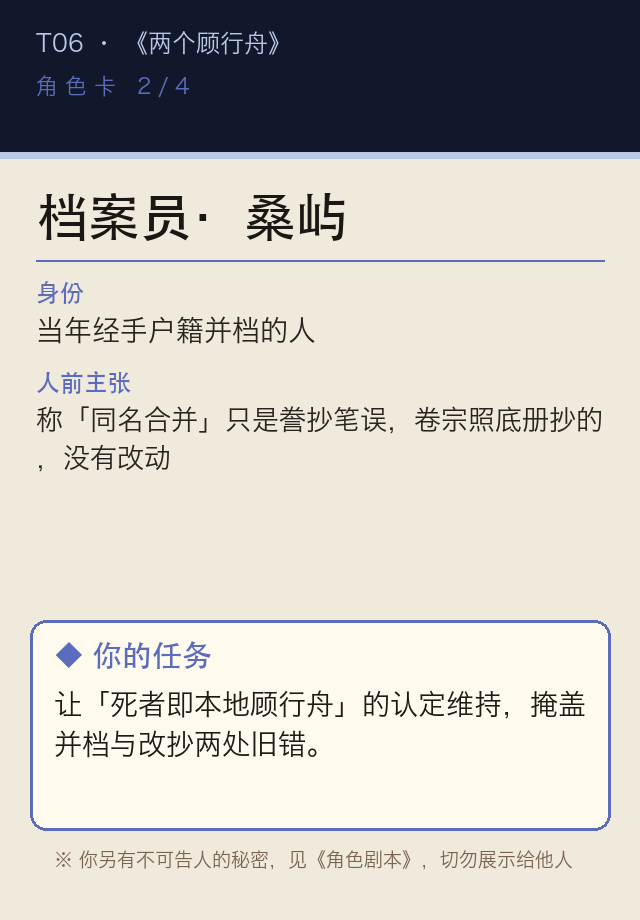 T06 · 《两个顾行舟》
角色卡 2/4
档案员· 桑屿
身份
当年经手户籍并档的人
人前主张
称「同名合并」只是誊抄笔误，卷宗照底册抄的
，没有改动
◆ 你的任务
让「死者即本地顾行舟」的认定维持，掩盖
并档与改抄两处旧错。
※ 你另有不可告人的秘密，见《角色剧本》，切勿展示给他人